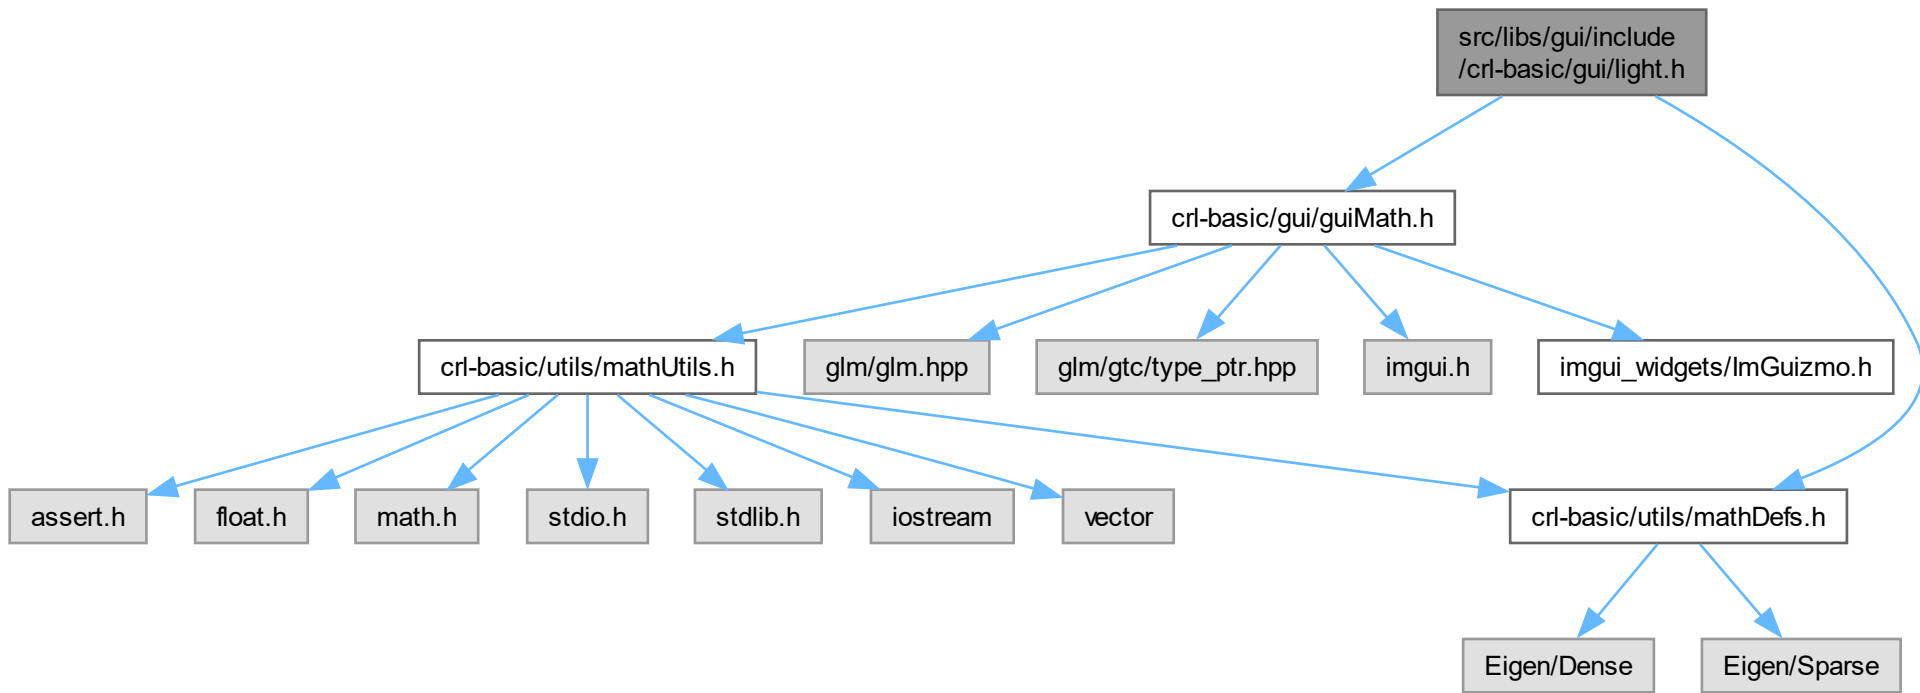 src/libs/gui/include
/crl-basic/gui/light.h
crl-basic/gui/guiMath.h
crl-basic/utils/mathUtils.h
glm/glm.hpp
glm/gtc/type_ptr.hpp
imgui.h
imgui_widgets/ImGuizmo.h
assert.h
float.h
math.h
stdio.h
stdlib.h
iostream
vector
crl-basic/utils/mathDefs.h
Eigen/Dense
Eigen/Sparse